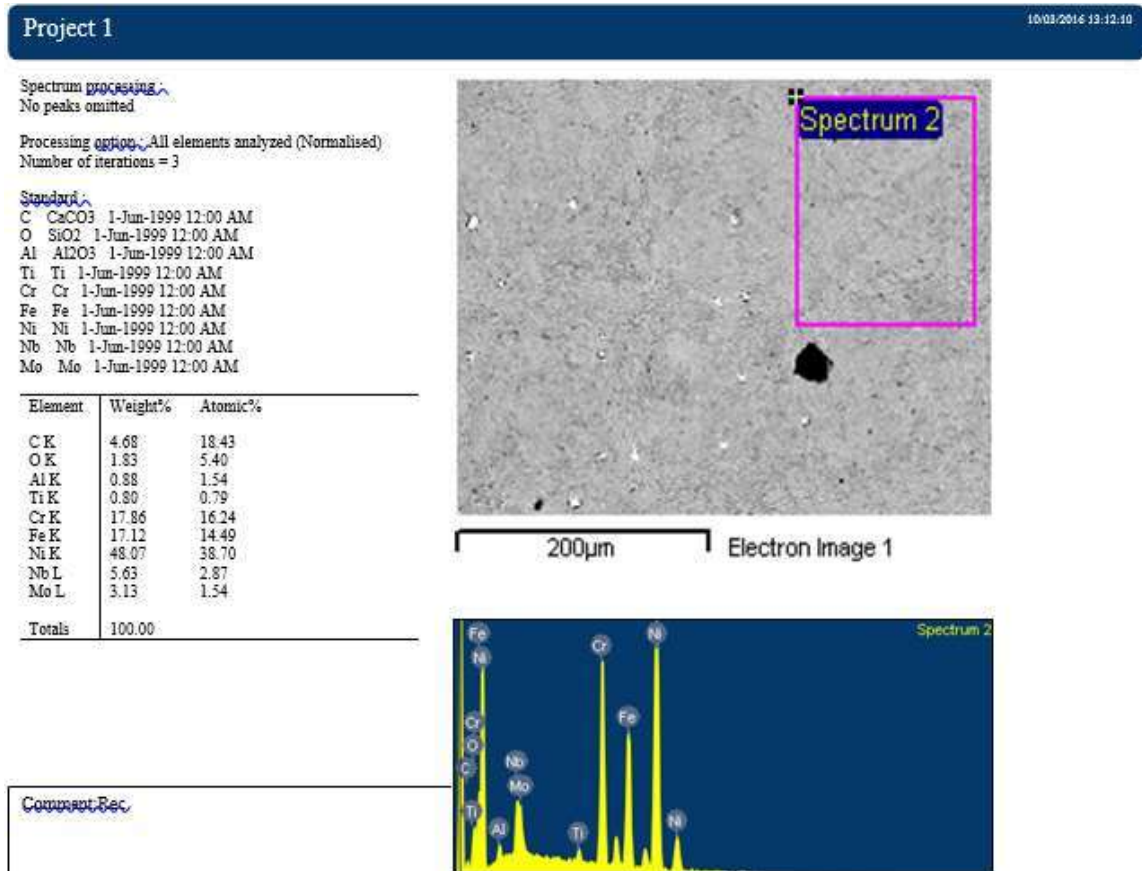 Project 1
10/03/2016 13:12:10
Spectrum processing :
No peaks omitted
Processing option : All elements analyzed (Normalised)
Number of iterations = 3
Standard :
C CaCO3 1-Jun-1999 12:00 AM
O SiO2 1-Jun-1999 12:00 AM
Al Al2O3 1-Jun-1999 12:00 AM
Ti Ti 1-Jun-1999 12:00 AM
Cr Cr 1-Jun-1999 12:00 AM
Fe Fe 1-Jun-1999 12:00 AM
Ni Ni 1-Jun-1999 12:00 AM
Nb Nb 1-Jun-1999 12:00 AM
Mo Mo 1-Jun-1999 12:00 AM
Element Weight% Atomic%
C K 4.68 18.43
O K 1.83 5.40
Al K 0.88 1.54
Ti K 0.80 0.79
Cr K 17.86 16.24
Fe K 17.12 14.49
Ni K 48.07 38.70
Nb L 5.63 2.87
Mo L 3.13 1.54
Totals 100.00
Spectrum 2
200µm Electron Image 1
Spectrum 2
Fe
Ni
Cr
O
C
Ti
Al
Nb
Mo
Ti
Cr
Fe
Ni
Ni
Comment:Rec